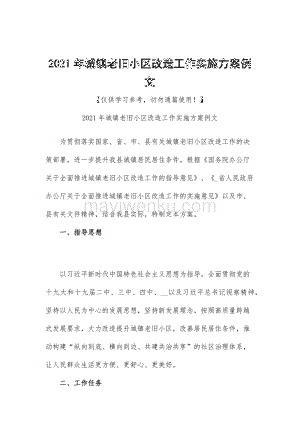 2021 年城镇老旧小区改造工作实施方案例
文
【仅供学习参考，切勿通篇使用！】
2021 年城镇老旧小区改造工作实施方案例文
为贯彻落实国家、省、市、县有关城镇老旧小区改造工作的决
策部署，进一步提升我县城镇居民居住条件。根据《国务院办公厅
关于全面推进城镇老旧小区改造工作的指导意见》、《_省人民政府
办公厅关于全面推进城镇老旧小区改造工作的实施意见》以及市、
县有关文件精神，结合我县实际，特制定本方案。
mayiwenku.com
一、指导思想
以习近平新时代中国特色社会主义思想为指导。全面贯彻党的
十九大和十九届二中、三中、四中、__以及习近平总书记视察精神，
坚持以人民为中心的发展思想，坚持新发展理念。按照高质量跨越
式发展要求，大力改造提升城镇老旧小区。改善居民居住条件，推
动构建“纵向到底、横向到边、共建共治共享”的社区治理体系，
让人民群众生活更方便、更舒心、更美好。
二、工作任务